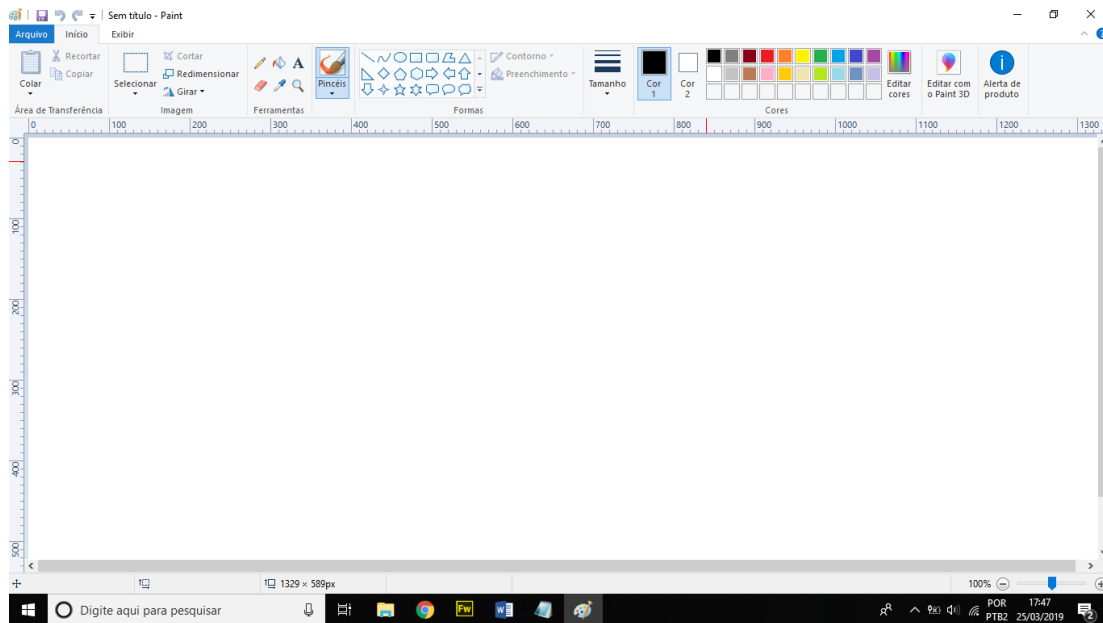 Sem título - Paint
Arquivo Início Exibir
Colar
Recortar
Copiar
Área de Transferência
Selecionar
Cortar
Redimensionar
Girar
Imagem
A
Ferramentas
Pincéis
Contorno
Preenchimento
Formas
Tamanho
Cor
1
Cor
2
Cores
Editar
cores
Editar com
o Paint 3D
Alerta de
produto
0 100 200 300 400 500 600 700 800 900 1000 1100 1200 1300
0
100
200
300
400
500
1329 × 589px
100%
Digite aqui para pesquisar
Fw
W
POR
PTB2
17:47
25/03/2019
2